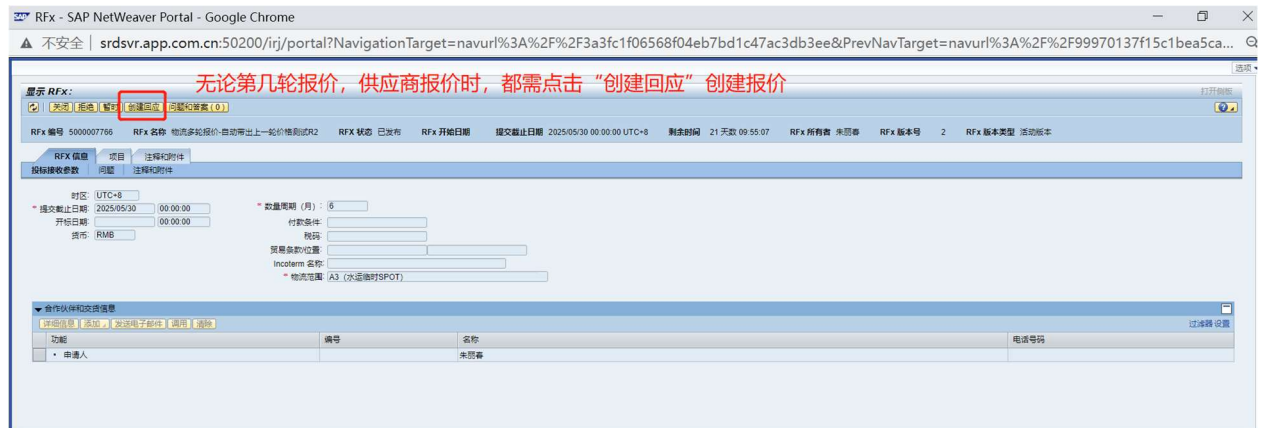 RFx - SAP NetWeaver Portal - Google Chrome
不安全 | srdsvr.app.com.cn:50200/irj/portal?NavigationTarget=navurl%3A%2F%2F3a3fc1f06568f04eb7bd1c47ac3db3ee&PrevNavTarget=navurl%3A%2F%2F99970137f15c1bea5ca...
选项
无论第几轮报价，供应商报价时，都需点击“创建回应”创建报价
显示 RFx:
打开侧板
关闭 拒绝 暂时 创建回应 问题和答案 ( 0 )
RFx 编号 5000007766 RFx 名称 物流多轮报价-自动带出上一轮价格测试R2 RFX 状态 已发布 RFx 开始日期 提交截止日期 2025/05/30 00:00:00 UTC+8 剩余时间 21 天数 09:55:07 RFx 所有者 朱丽春 RFx 版本号 2 RFx 版本类型 活动版本
RFX 信息 项目 注释和附件
投标接收参数 问题 注释和附件
时区: UTC+8
* 提交截止日期: 2025/05/30 00:00:00
开标日期: 00:00:00
货币: RMB
* 数量周期（月）: 6
付款条件:
税码:
贸易条款/位置:
Incoterm 名称:
* 物流范围: A3（水运临时SPOT）
合作伙伴和交货信息
详细信息 添加 发送电子邮件 调用 清除
过滤器 设置
功能 编号 名称 电话号码
• 申请人 朱丽春